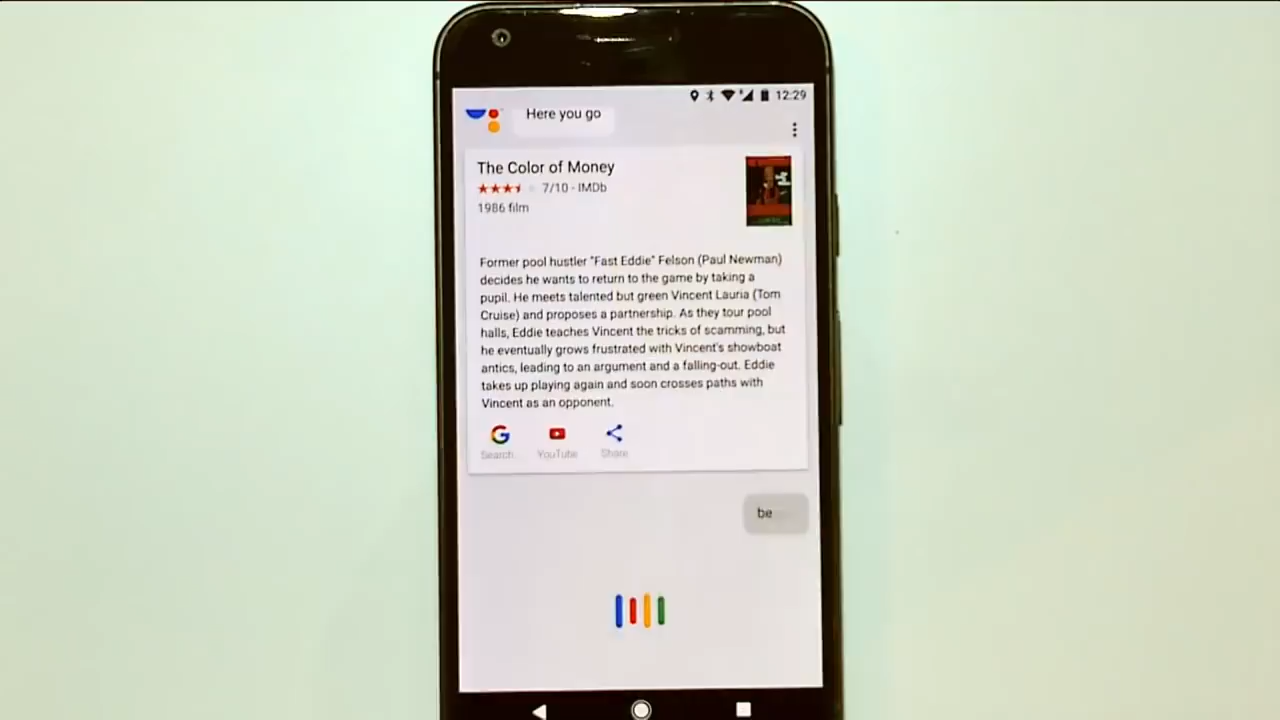 12:29
Here you go
The Color of Money
7/10 - IMDb
1986 film
Former pool hustler "Fast Eddie" Felson (Paul Newman)
decides he wants to return to the game by taking a
pupil. He meets talented but green Vincent Lauria (Tom
Cruise) and proposes a partnership. As they tour pool
halls, Eddie teaches Vincent the tricks of scamming, but
he eventually grows frustrated with Vincent's showboat
antics, leading to an argument and a falling-out. Eddie
takes up playing again and soon crosses paths with
Vincent as an opponent.
Search YouTube Share
be